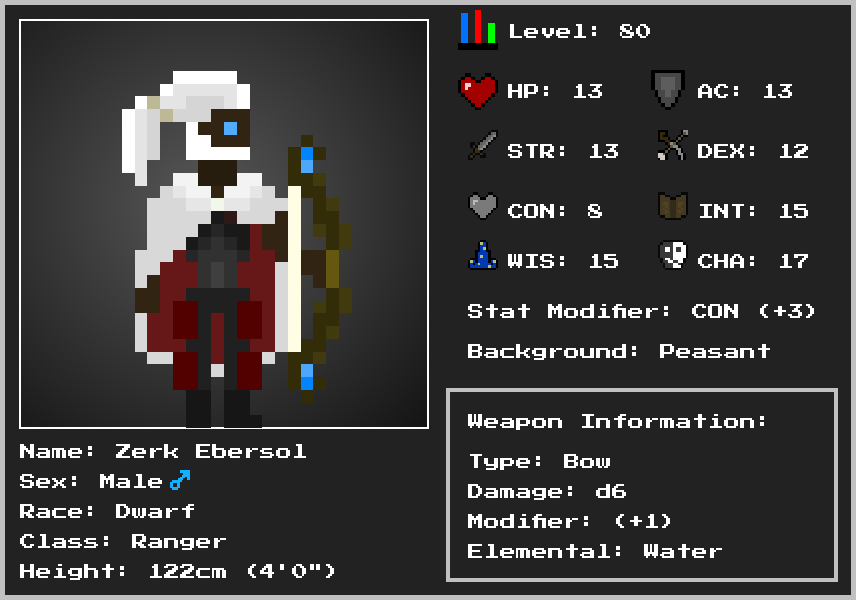 Level: 80
HP: 13 AC: 13
STR: 13 DEX: 12
CON: 8 INT: 15
WIS: 15 CHA: 17
Stat Modifier: CON (+3)
Background: Peasant
Weapon Information:
Type: Bow
Damage: d6
Modifier: (+1)
Elemental: Water
Name: Zerk Ebersol
Sex: Male ♂
Race: Dwarf
Class: Ranger
Height: 122cm (4'0")